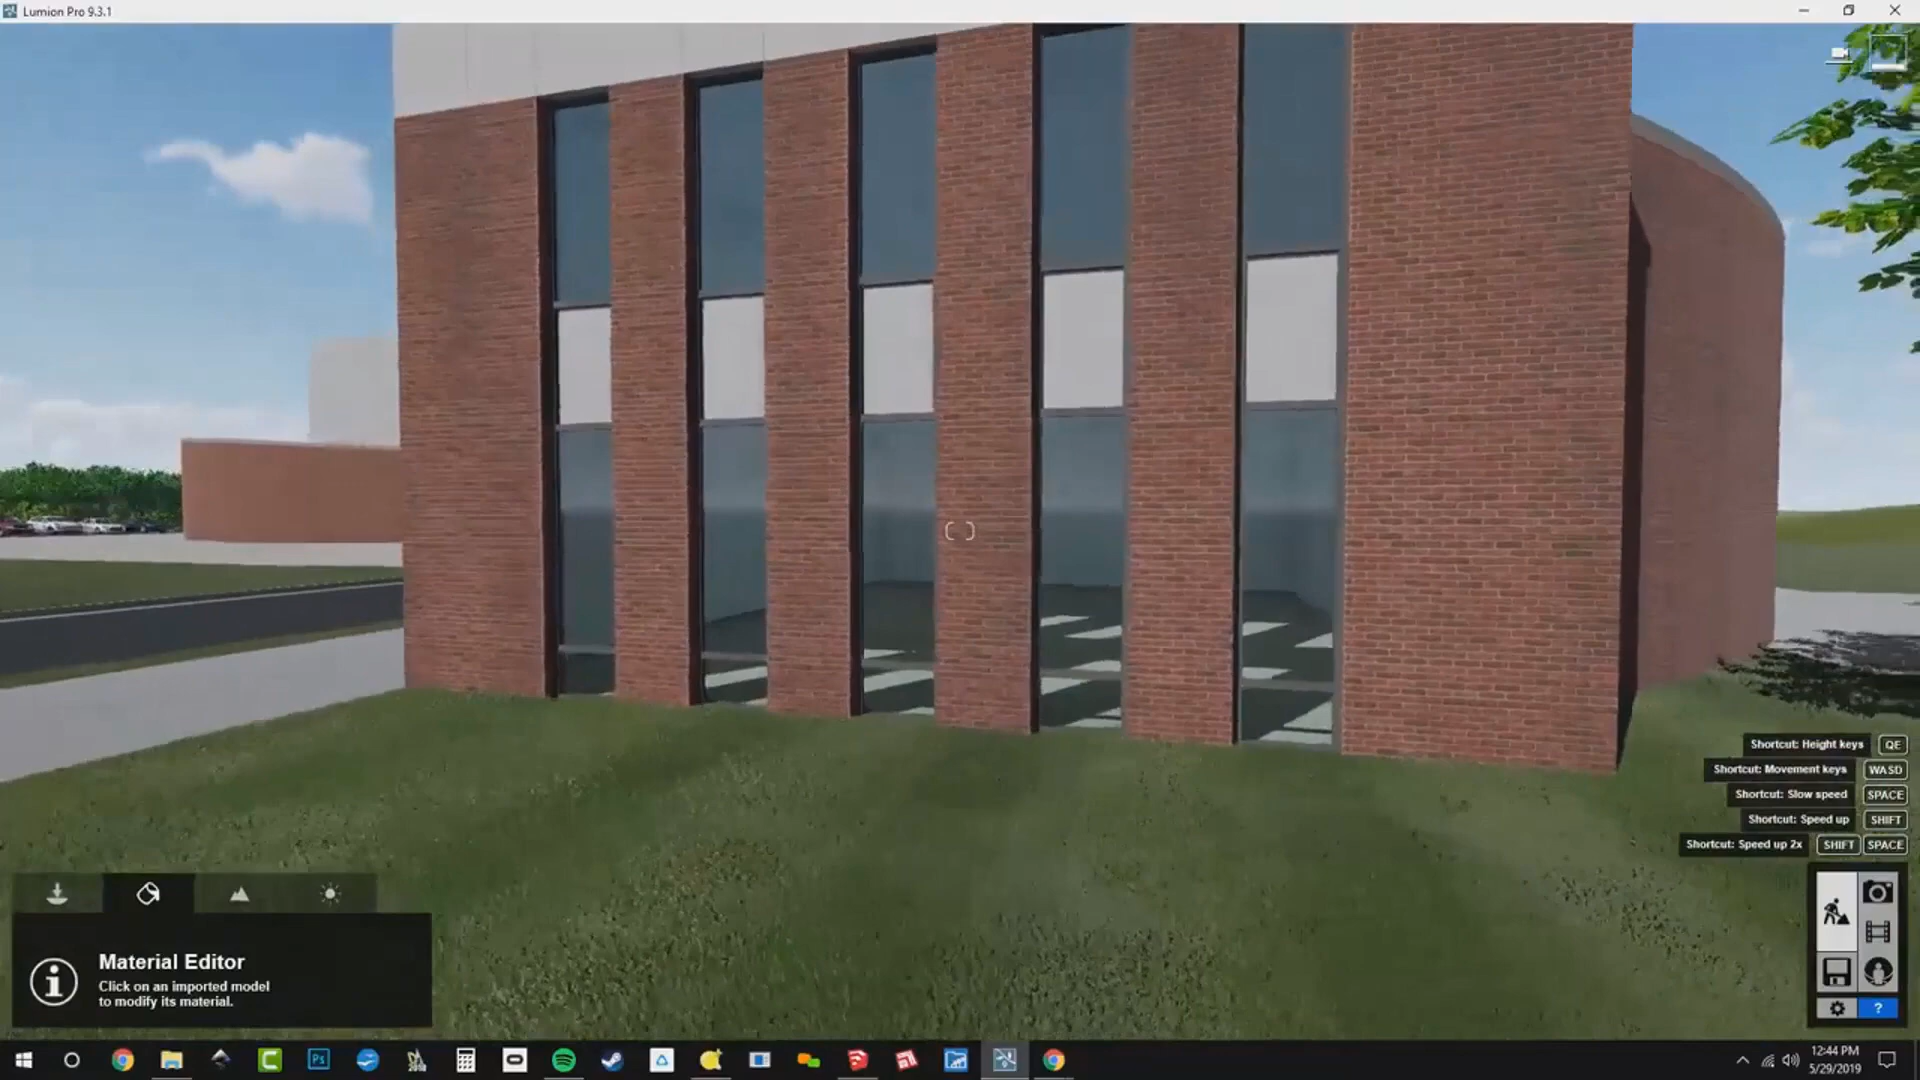 Lumion Pro 9.3.1
Shortcut: Height keys QE
Shortcut: Movement keys WASD
Shortcut: Slow speed SPACE
Shortcut: Speed up SHIFT
Shortcut: Speed up 2x SHIFT SPACE
Material Editor
Click on an imported model
to modify its material.
?
Ps
12:44 PM
5/29/2019